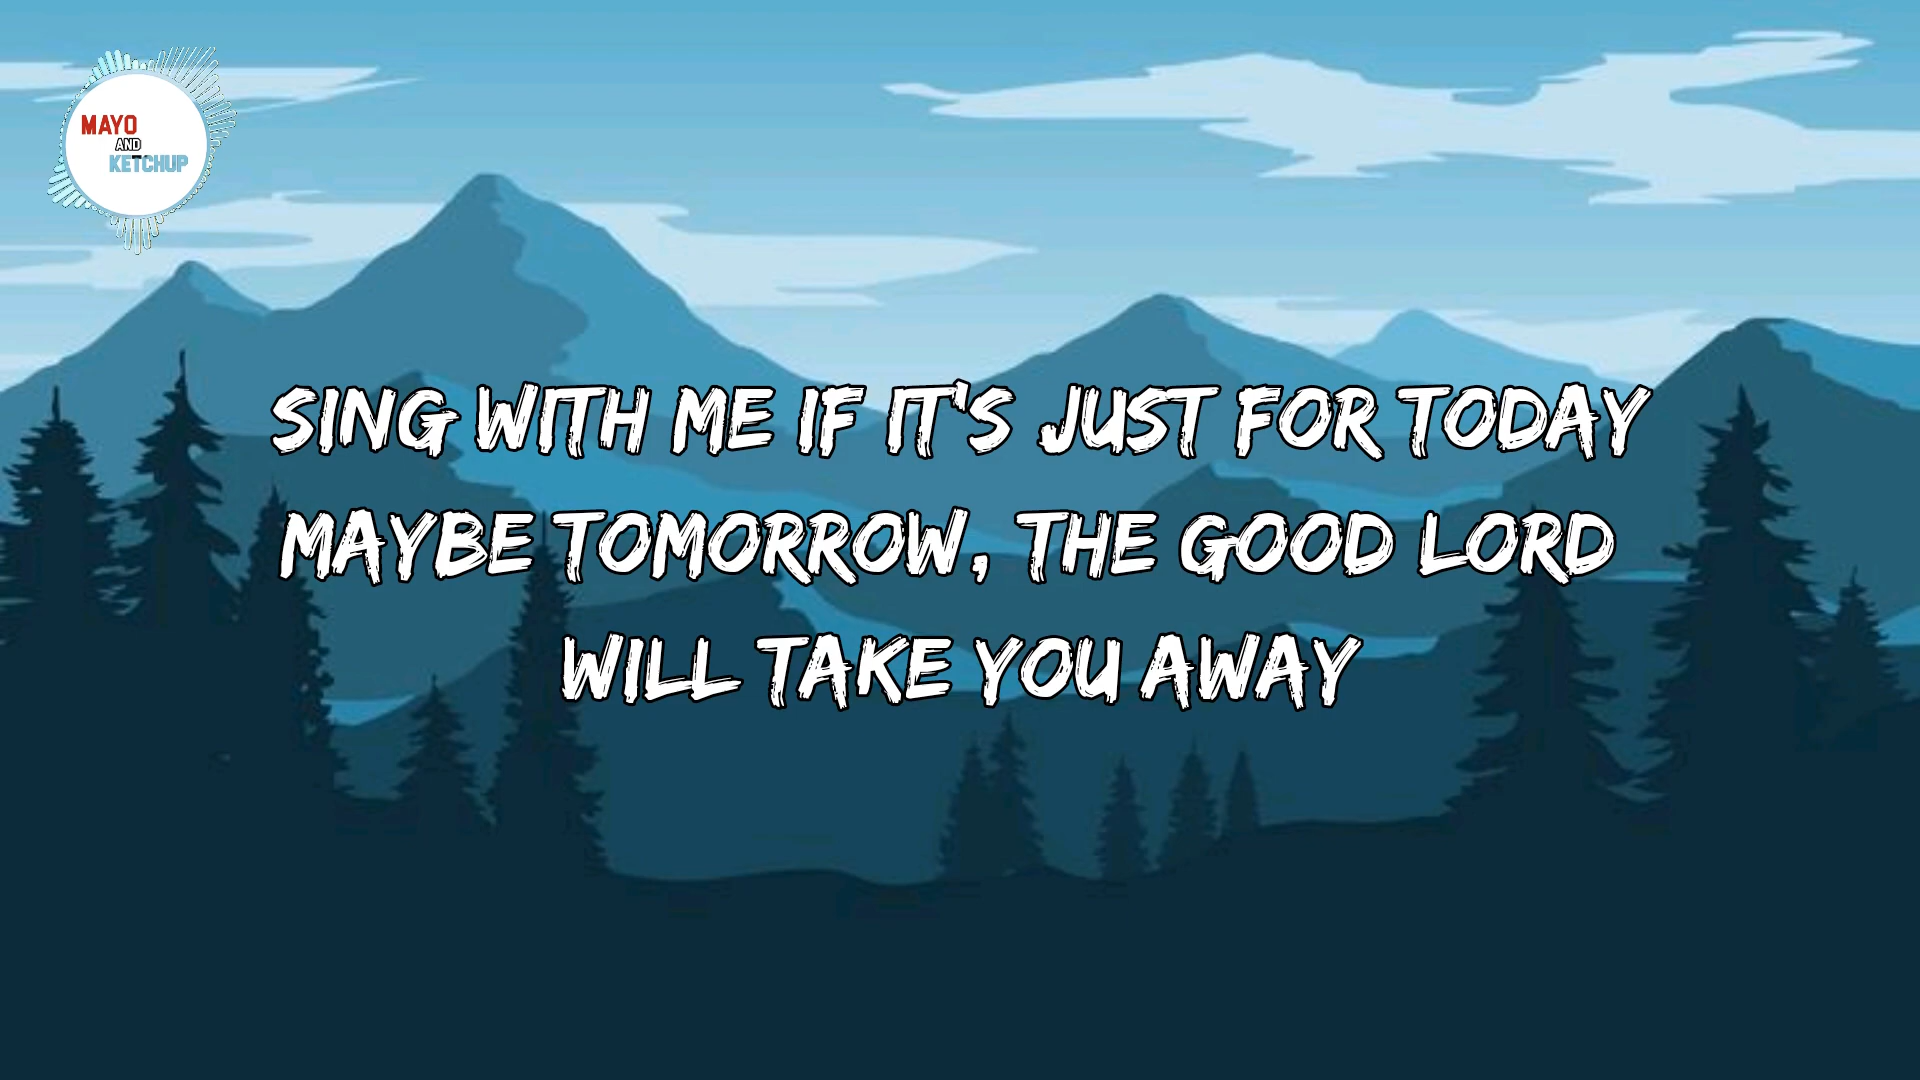 MAYO
AND
KETCHUP
SING WITH ME IF IT'S JUST FOR TODAY
MAYBE TOMORROW, THE GOOD LORD
WILL TAKE YOU AWAY